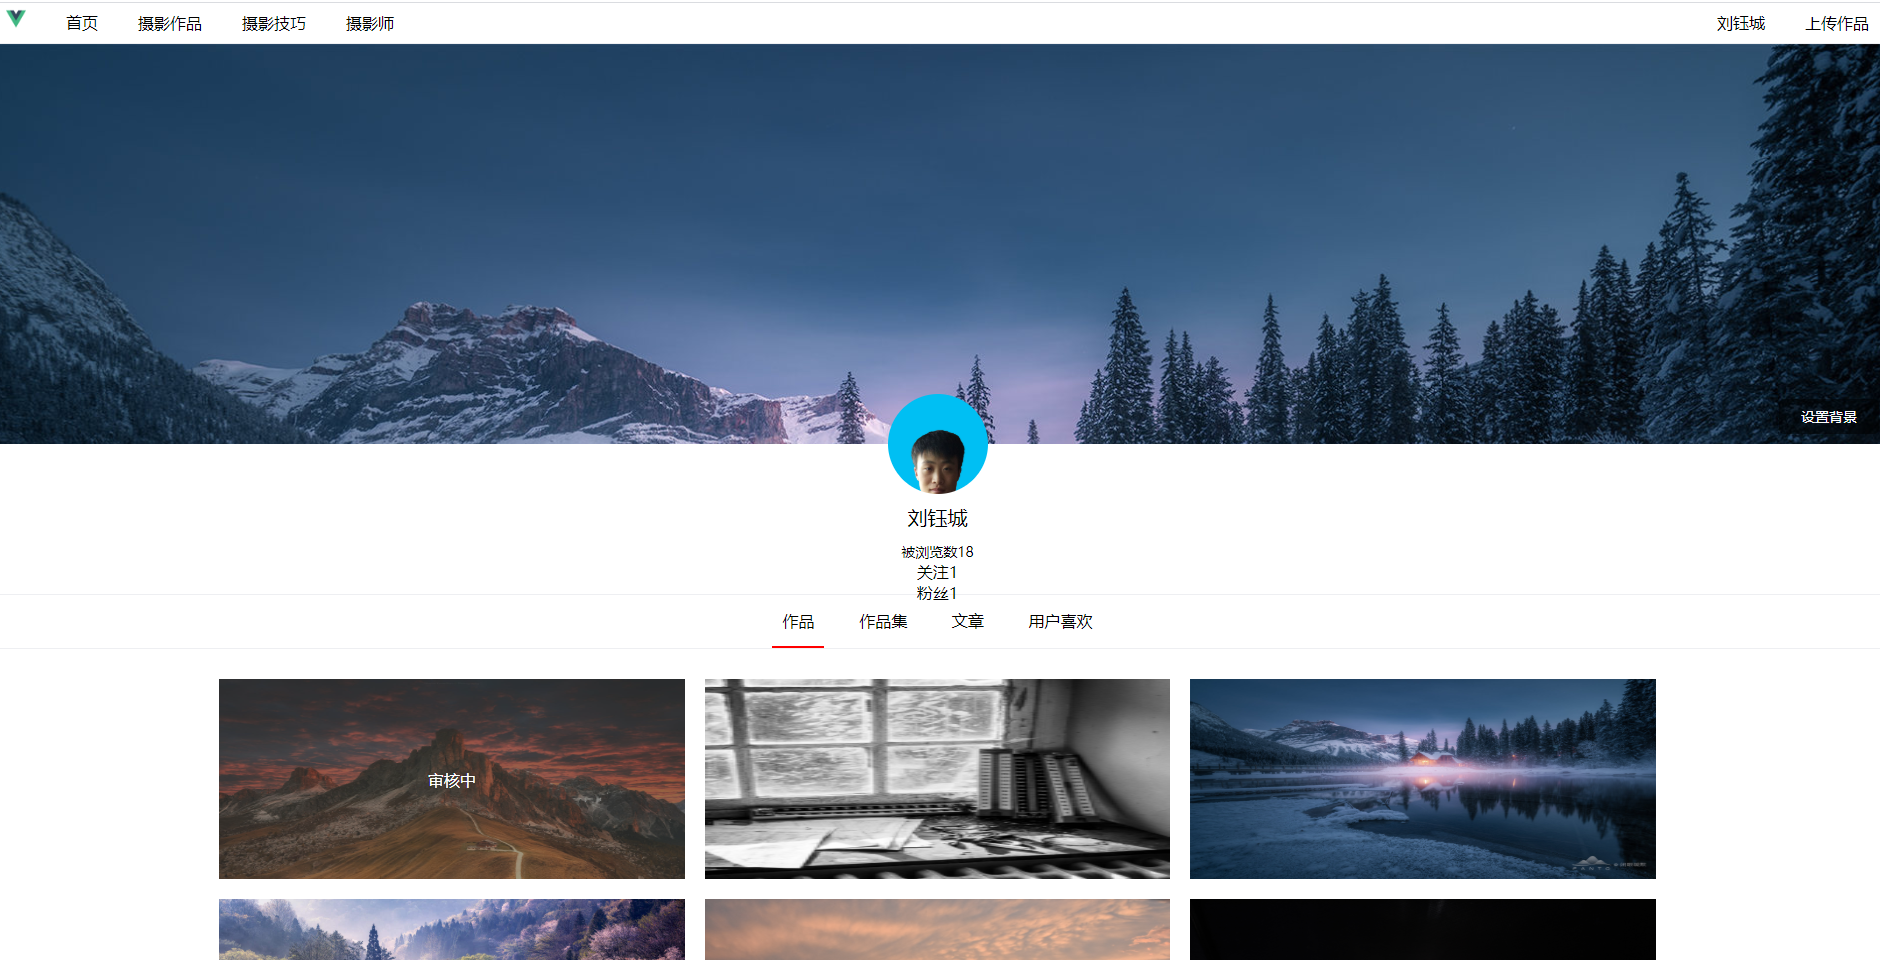 首页 摄影作品 摄影技巧 摄影师 刘钰城 上传作品
设置背景
刘钰城
被浏览数18
关注1
粉丝1
作品 作品集 文章 用户喜欢
审核中